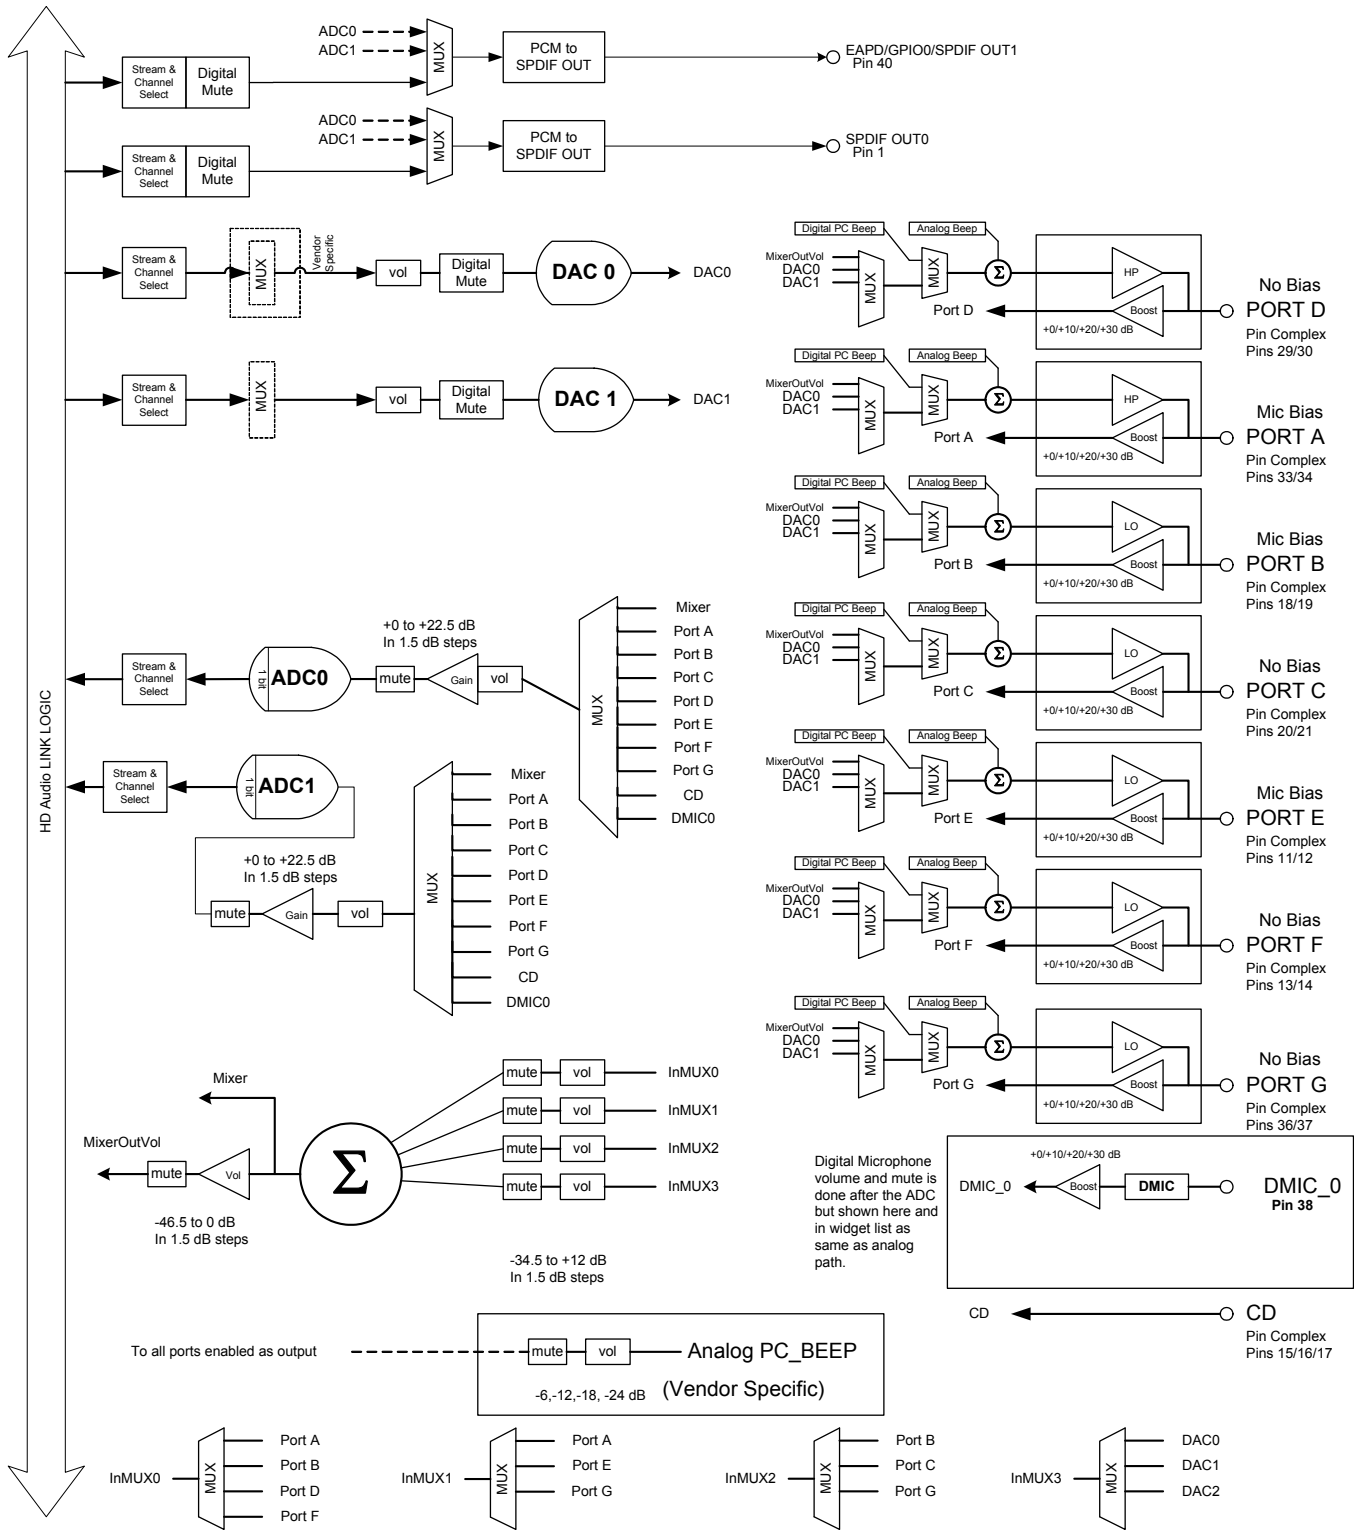 HD Audio LINK LOGIC
ADC0
ADC1
MUX
PCM to
SPDIF OUT
EAPD/GPIO0/SPDIF OUT1
Pin 40
Stream &
Channel
Select
Digital
Mute
ADC0
ADC1
MUX
PCM to
SPDIF OUT
SPDIF OUT0
Pin 1
Stream &
Channel
Select
Digital
Mute
Stream &
Channel
Select
MUX
Vendor
Specific
vol
Digital
Mute
DAC 0
DAC0
Stream &
Channel
Select
MUX
vol
Digital
Mute
DAC 1
DAC1
Digital PC Beep
Analog Beep
MixerOutVol
DAC0
DAC1
MUX
MUX
Σ
HP
Port D
Boost
+0/+10/+20/+30 dB
No Bias
PORT D
Pin Complex
Pins 29/30
Digital PC Beep
Analog Beep
MixerOutVol
DAC0
DAC1
MUX
MUX
Σ
HP
Port A
Boost
+0/+10/+20/+30 dB
Mic Bias
PORT A
Pin Complex
Pins 33/34
Digital PC Beep
Analog Beep
MixerOutVol
DAC0
DAC1
MUX
MUX
Σ
LO
Port B
Boost
+0/+10/+20/+30 dB
Mic Bias
PORT B
Pin Complex
Pins 18/19
Digital PC Beep
Analog Beep
MixerOutVol
DAC0
DAC1
MUX
MUX
Σ
LO
Port C
Boost
+0/+10/+20/+30 dB
No Bias
PORT C
Pin Complex
Pins 20/21
Digital PC Beep
Analog Beep
MixerOutVol
DAC0
DAC1
MUX
MUX
Σ
LO
Port E
Boost
+0/+10/+20/+30 dB
Mic Bias
PORT E
Pin Complex
Pins 11/12
Digital PC Beep
Analog Beep
MixerOutVol
DAC0
DAC1
MUX
MUX
Σ
LO
Port F
Boost
+0/+10/+20/+30 dB
No Bias
PORT F
Pin Complex
Pins 13/14
Digital PC Beep
Analog Beep
MixerOutVol
DAC0
DAC1
MUX
MUX
Σ
LO
Port G
Boost
+0/+10/+20/+30 dB
No Bias
PORT G
Pin Complex
Pins 36/37
Stream &
Channel
Select
1 bit
ADC0
mute
Gain
vol
+0 to +22.5 dB
In 1.5 dB steps
MUX
Mixer
Port A
Port B
Port C
Port D
Port E
Port F
Port G
CD
DMIC0
Stream &
Channel
Select
1 bit
ADC1
+0 to +22.5 dB
In 1.5 dB steps
mute
Gain
vol
MUX
Mixer
Port A
Port B
Port C
Port D
Port E
Port F
Port G
CD
DMIC0
Mixer
MixerOutVol
mute
Vol
-46.5 to 0 dB
In 1.5 dB steps
Σ
mute
vol
InMUX0
mute
vol
InMUX1
mute
vol
InMUX2
mute
vol
InMUX3
-34.5 to +12 dB
In 1.5 dB steps
Digital Microphone
volume and mute is
done after the ADC
but shown here and
in widget list as
same as analog
path.
+0/+10/+20/+30 dB
DMIC_0
Boost
DMIC
DMIC_0
Pin 38
CD
CD
Pin Complex
Pins 15/16/17
To all ports enabled as output
mute
vol
Analog PC_BEEP
-6,-12,-18, -24 dB
(Vendor Specific)
InMUX0
MUX
Port A
Port B
Port D
Port F
InMUX1
MUX
Port A
Port E
Port G
InMUX2
MUX
Port B
Port C
Port G
InMUX3
MUX
DAC0
DAC1
DAC2